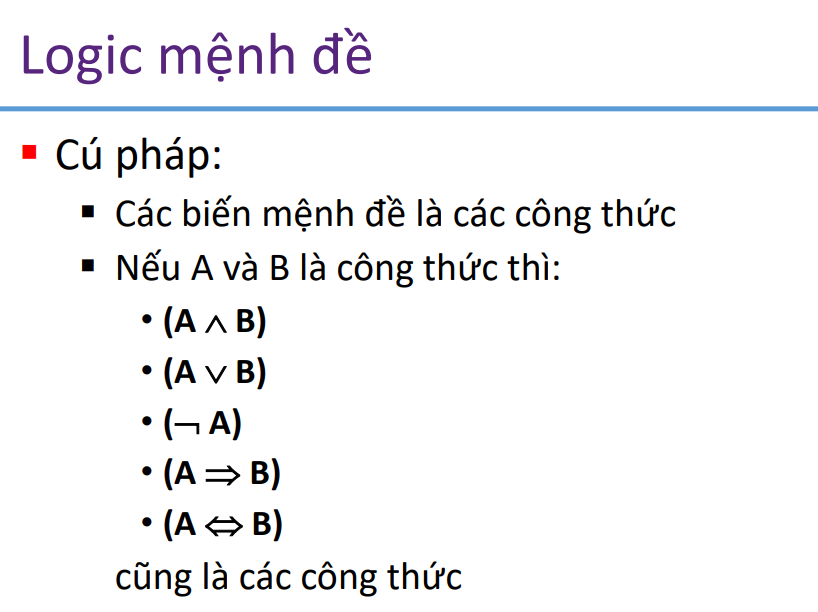 Logic mệnh đề
▪ Cú pháp:
▪ Các biến mệnh đề là các công thức
▪ Nếu A và B là công thức thì:
• (A ∧ B)
• (A ∨ B)
• (¬ A)
• (A ⇒ B)
• (A ⇔ B)
cũng là các công thức